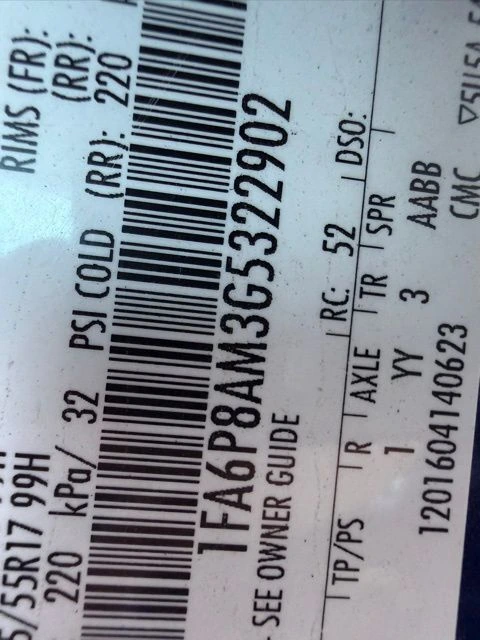 RIMS (FR):
(RR):
5/55R17 99H
220 kPa/ 32 PSI COLD (RR): 220
1FA6P8AM3G5322902
SEE OWNER GUIDE
RC: 52 DSO:
TP/PS R AXLE TR SPR
1 YY 3 AABB
1201604140623 CMC